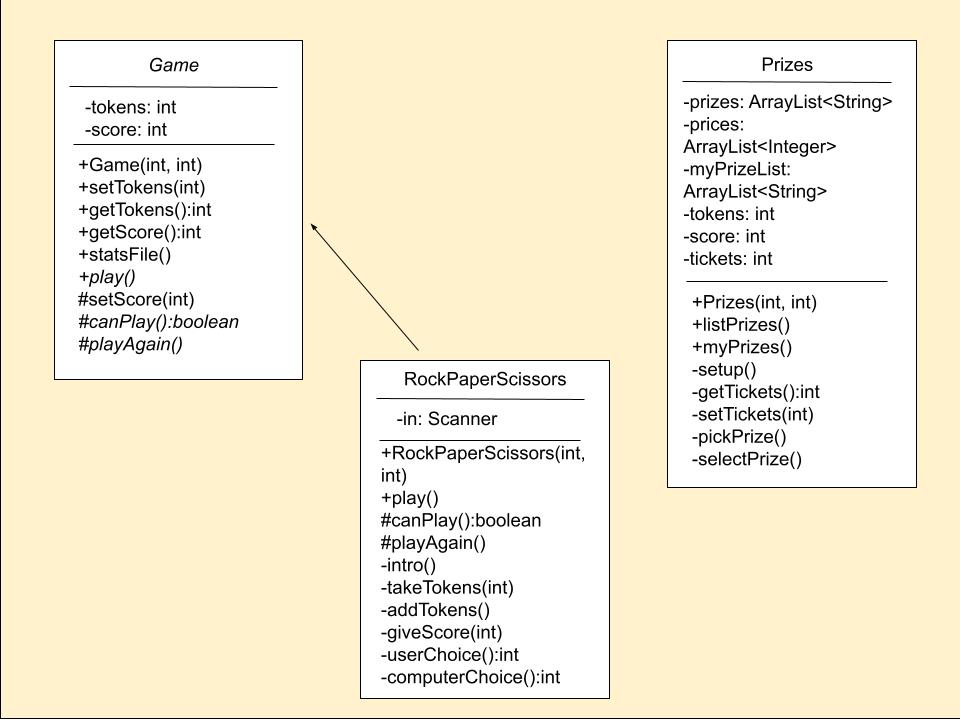 Game
-tokens: int
-score: int
+Game(int, int)
+setTokens(int)
+getTokens():int
+getScore():int
+statsFile()
+play()
#setScore(int)
#canPlay():boolean
#playAgain()
RockPaperScissors
-in: Scanner
+RockPaperScissors(int,
int)
+play()
#canPlay():boolean
#playAgain()
-intro()
-takeTokens(int)
-addTokens()
-giveScore(int)
-userChoice():int
-computerChoice():int
Prizes
-prizes: ArrayList<String>
-prices:
ArrayList<Integer>
-myPrizeList:
ArrayList<String>
-tokens: int
-score: int
-tickets: int
+Prizes(int, int)
+listPrizes()
+myPrizes()
-setup()
-getTickets():int
-setTickets(int)
-pickPrize()
-selectPrize()